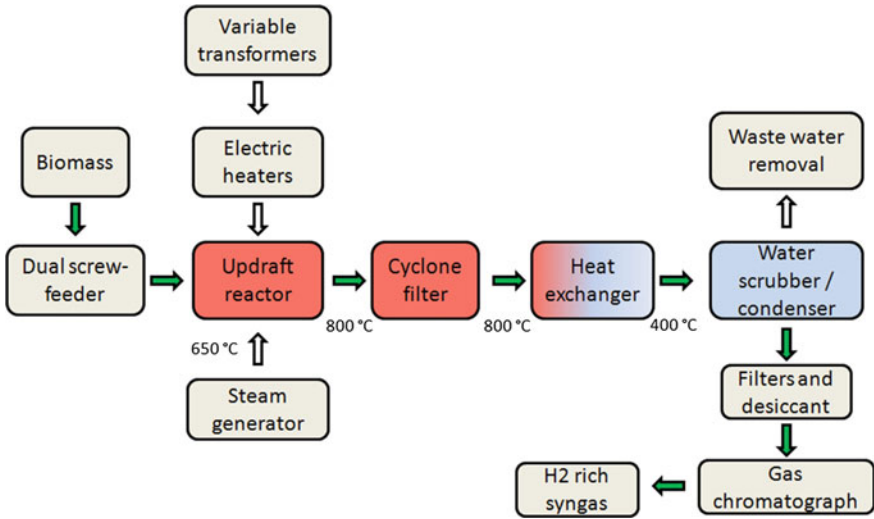 Variable
transformers
Biomass
Electric
heaters
Waste water
removal
Dual screw-
feeder
Updraft
reactor
Cyclone
filter
Heat
exchanger
Water
scrubber /
condenser
650 °C
800 °C
800 °C
400 °C
Steam
generator
Filters and
desiccant
H2 rich
syngas
Gas
chromatograph